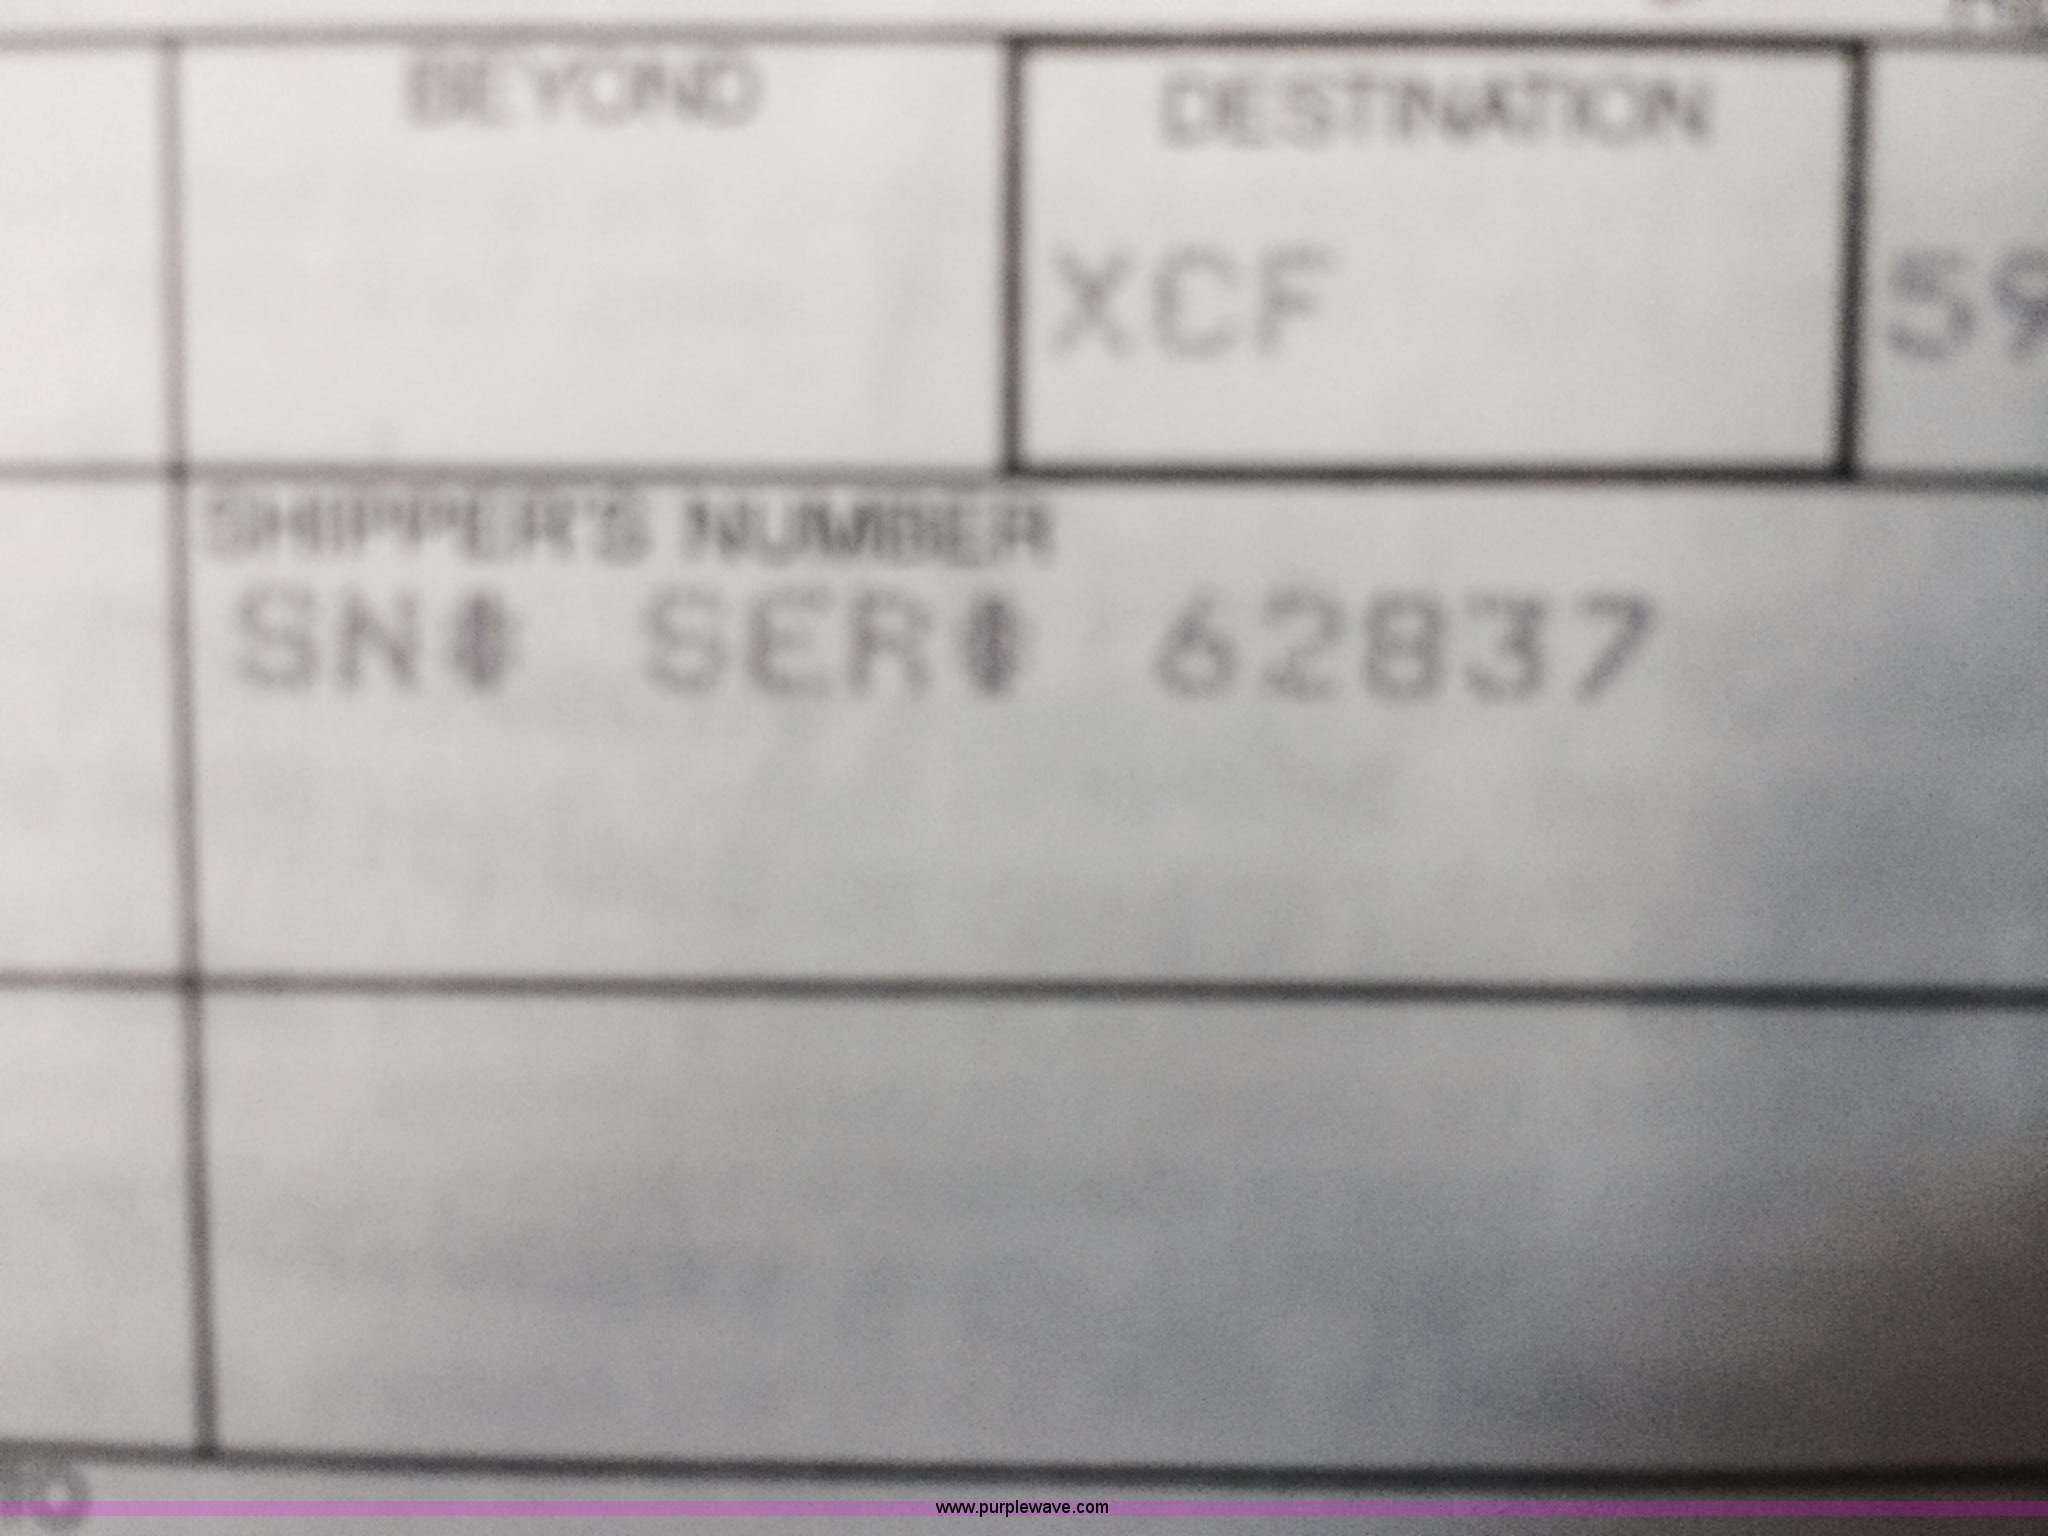 BEYOND
DESTINATION
XCF
59
SHIPPER'S NUMBER
SN# SER# 62837
www.purplewave.com